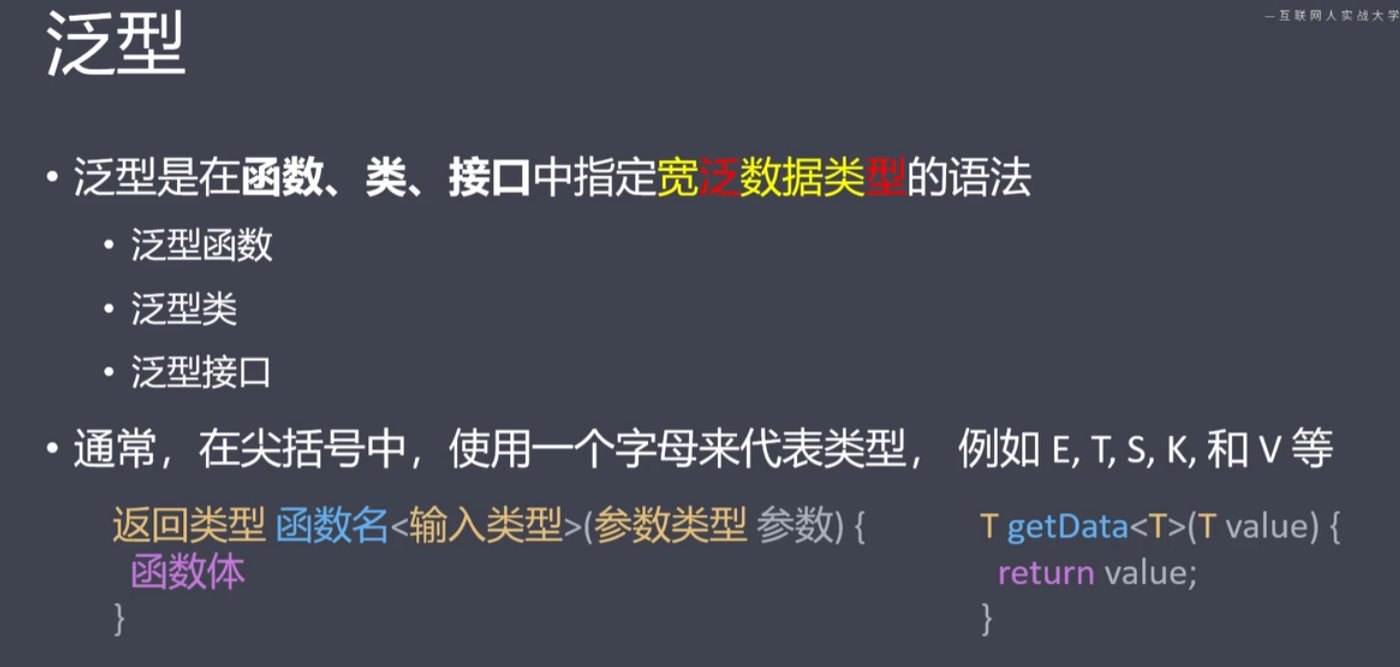 —互联网人实战大学
泛型
• 泛型是在函数、类、接口中指定宽泛数据类型的语法
• 泛型函数
• 泛型类
• 泛型接口
• 通常，在尖括号中，使用一个字母来代表类型， 例如 E, T, S, K, 和 V 等
返回类型 函数名<输入类型>(参数类型 参数) {
函数体
}
T getData<T>(T value) {
return value;
}